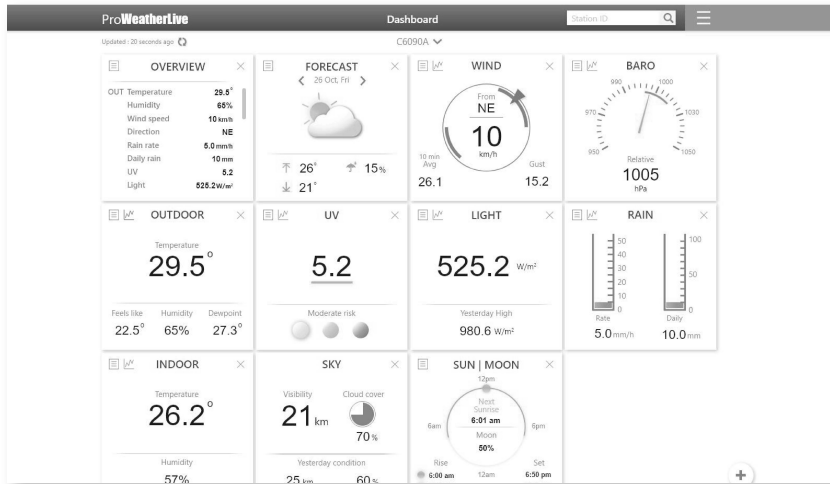 ProWeatherLive
Dashboard
Station ID
Updated : 20 seconds ago
C6090A
OVERVIEW
OUT Temperature 29.5°
Humidity 65%
Wind speed 10 km/h
Direction NE
Rain rate 5.0 mm/h
Daily rain 10 mm
UV 5.2
Light 525.2 W/m²
FORECAST
26 Oct, Fri
26° 15%
21°
WIND
From
NE
10
km/h
10 min
Avg
26.1
Gust
15.2
BARO
990 1000
970 1030
950 1050
Relative
1005
hPa
OUTDOOR
Temperature
29.5°
Feels like Humidity Dewpoint
22.5° 65% 27.3°
UV
5.2
Moderate risk
LIGHT
525.2 W/m²
Yesterday High
980.6 W/m²
RAIN
50 100
40
30 50
20
10
0 0
Rate Daily
5.0 mm/h 10.0 mm
INDOOR
Temperature
26.2°
Humidity
57%
SKY
Visibility Cloud cover
21 km
70 %
Yesterday condition
25 km 60 %
SUN | MOON
12pm
Next
Sunrise
6:01 am
6am 6pm
Moon
50%
Rise Set
6:00 am 12am 6:50 pm